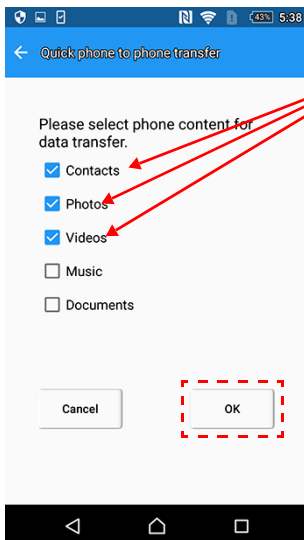 43% 5:38
Quick phone to phone transfer
Please select phone content for
data transfer.
Contacts
Photos
Videos
Music
Documents
Cancel OK